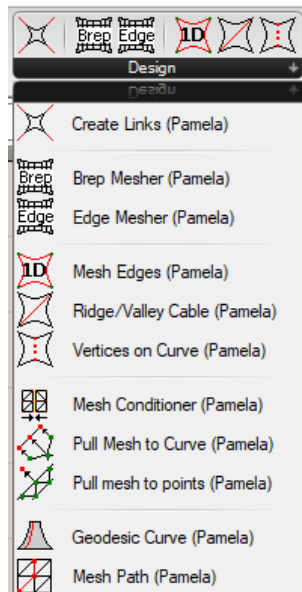 Brep Edge 1D
Design
Create Links (Pamela)
Brep Brep Mesher (Pamela)
Edge Edge Mesher (Pamela)
1D Mesh Edges (Pamela)
Ridge/Valley Cable (Pamela)
Vertices on Curve (Pamela)
Mesh Conditioner (Pamela)
Pull Mesh to Curve (Pamela)
Pull mesh to points (Pamela)
Geodesic Curve (Pamela)
Mesh Path (Pamela)